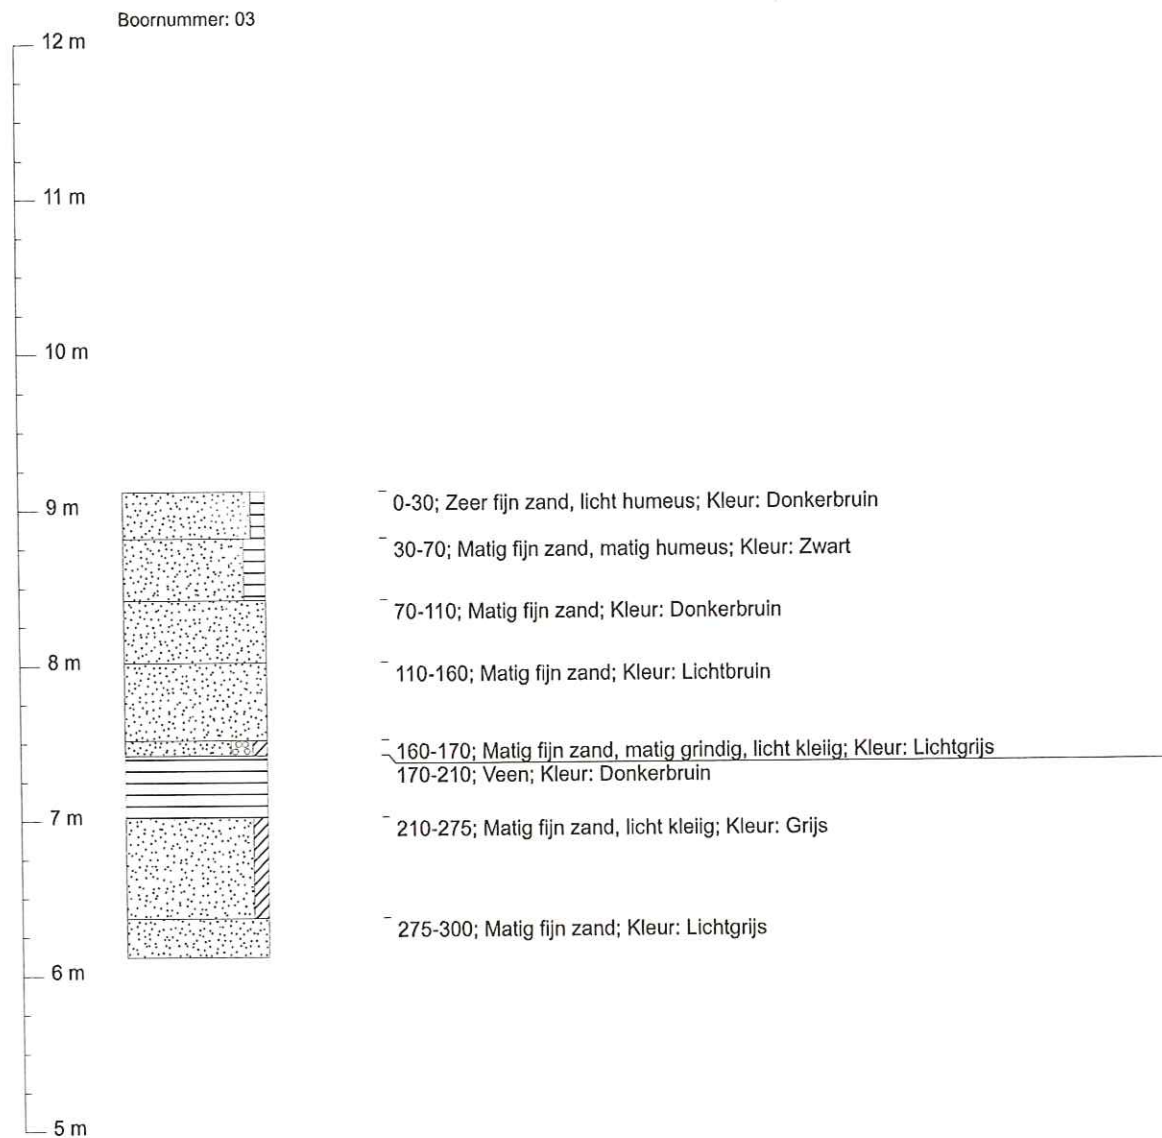 Boornummer: 03
12 m
11 m
10 m
9 m
0-30; Zeer fijn zand, licht humeus; Kleur: Donkerbruin
30-70; Matig fijn zand, matig humeus; Kleur: Zwart
70-110; Matig fijn zand; Kleur: Donkerbruin
8 m
110-160; Matig fijn zand; Kleur: Lichtbruin
160-170; Matig fijn zand, matig grindig, licht kleiig; Kleur: Lichtgrijs
170-210; Veen; Kleur: Donkerbruin
7 m
210-275; Matig fijn zand, licht kleiig; Kleur: Grijs
275-300; Matig fijn zand; Kleur: Lichtgrijs
6 m
5 m